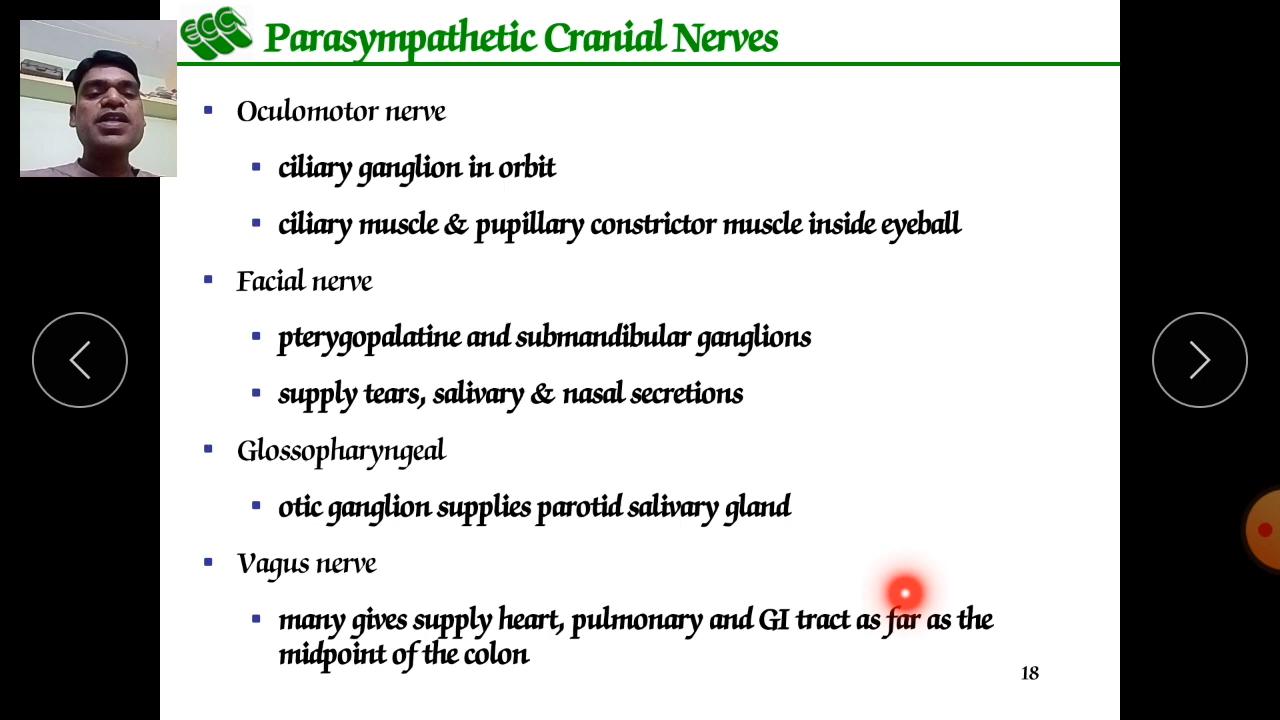 ECC
Parasympathetic Cranial Nerves
Oculomotor nerve
ciliary ganglion in orbit
ciliary muscle & pupillary constrictor muscle inside eyeball
Facial nerve
pterygopalatine and submandibular ganglions
supply tears, salivary & nasal secretions
Glossopharyngeal
otic ganglion supplies parotid salivary gland
Vagus nerve
many gives supply heart, pulmonary and GI tract as far as the
midpoint of the colon
18